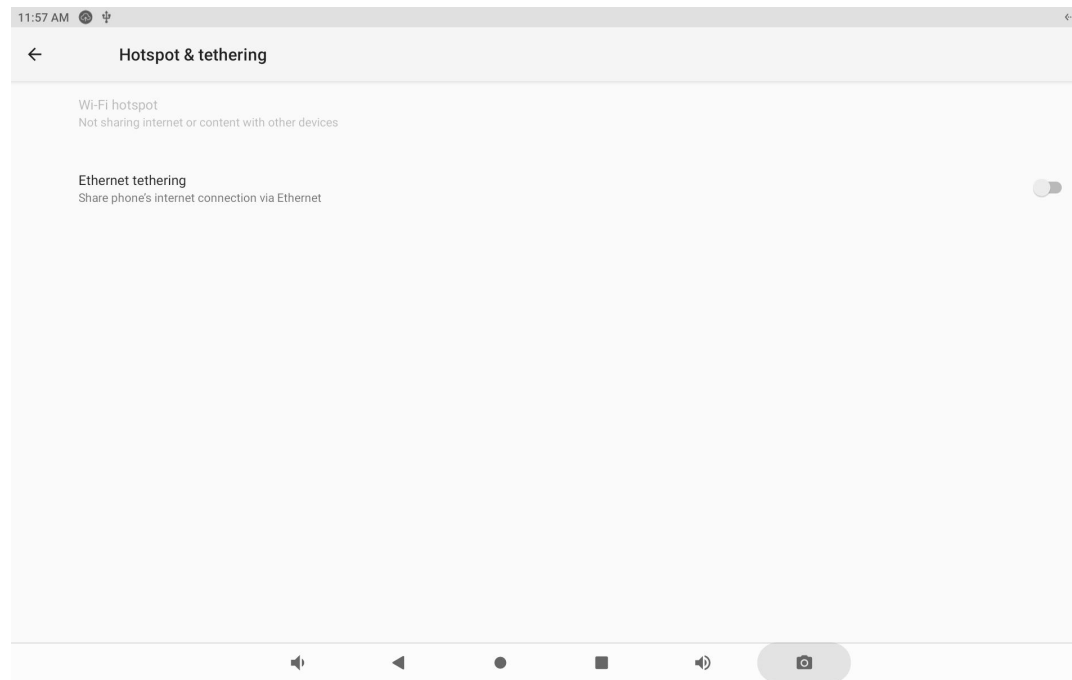 11:57 AM
Hotspot & tethering
Wi-Fi hotspot
Not sharing internet or content with other devices
Ethernet tethering
Share phone's internet connection via Ethernet